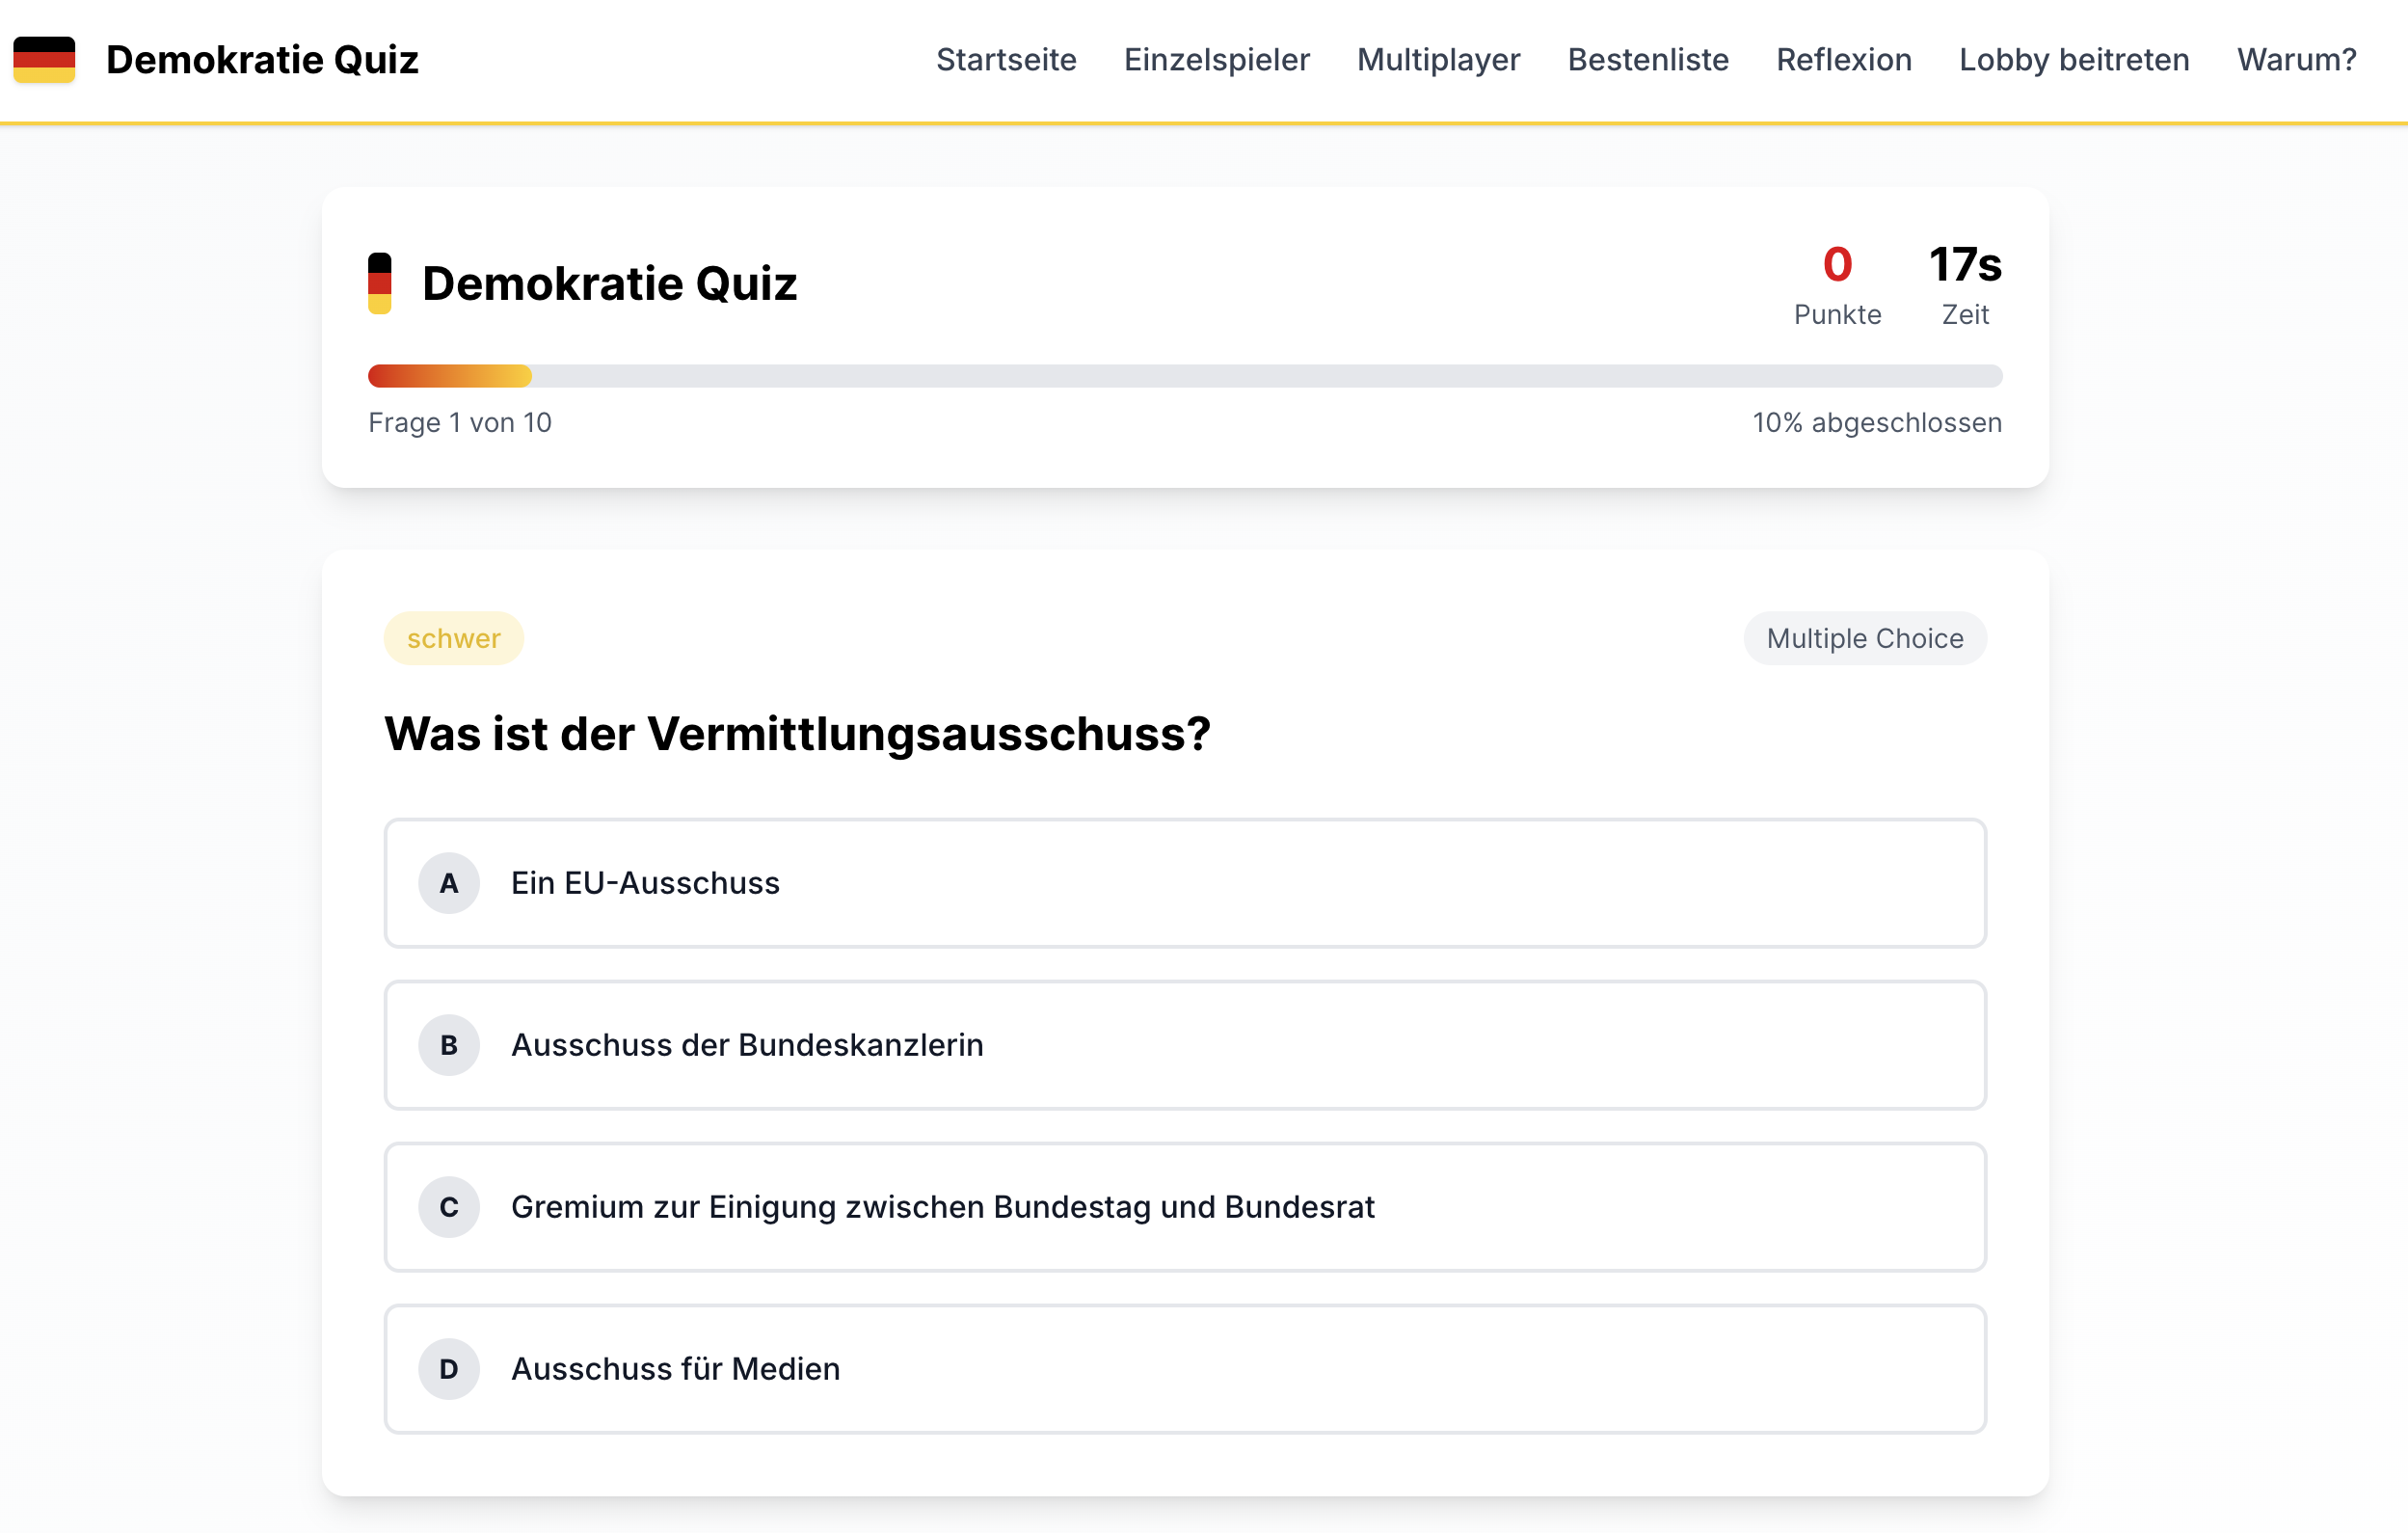 Demokratie Quiz
Startseite Einzelspieler Multiplayer Bestenliste Reflexion Lobby beitreten Warum?
Demokratie Quiz
0 17s
Punkte Zeit
Frage 1 von 10 10% abgeschlossen
schwer Multiple Choice
Was ist der Vermittlungsausschuss?
A Ein EU-Ausschuss
B Ausschuss der Bundeskanzlerin
C Gremium zur Einigung zwischen Bundestag und Bundesrat
D Ausschuss für Medien